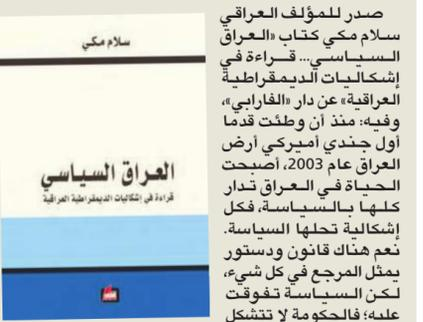 صدر للمؤلف العراقي
سلام مكي كتاب «العراق
السياسي... قراءة في
إشكاليات الديمقراطية
العراقية» عن دار «الفارابي»،
وفيه: منذ أن وطئت قدما
أول جندي أميركي أرض
العراق عام 2003، أصبحت
الحياة في العراق تدار
كلها بالسياسة، فكل
إشكالية تحلها السياسة.
نعم هناك قانون ودستور
يمثل المرجع في كل شيء،
لكن السياسة تفوقت
عليه؛ فالحكومة لا تتشكل
سلام مكي
العراق السياسي
قراءة في إشكاليات الديمقراطية العراقية